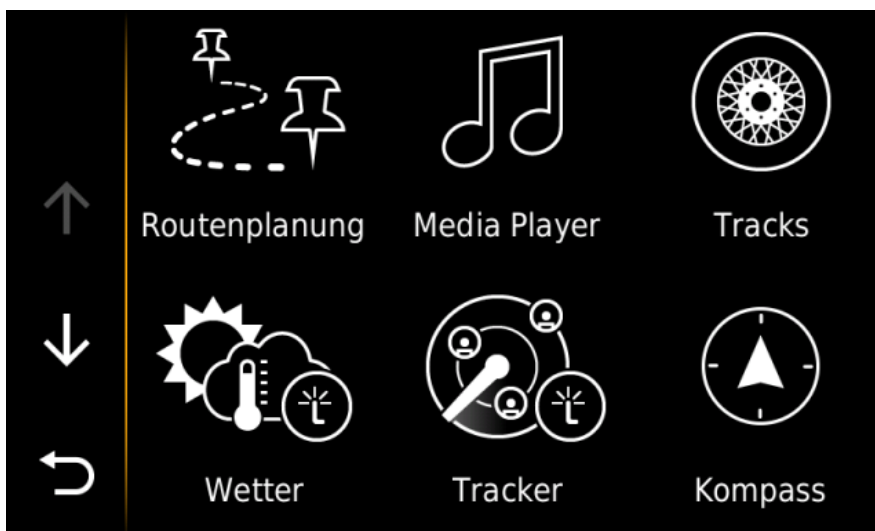 Routenplanung
Media Player
Tracks
Wetter
Tracker
Kompass